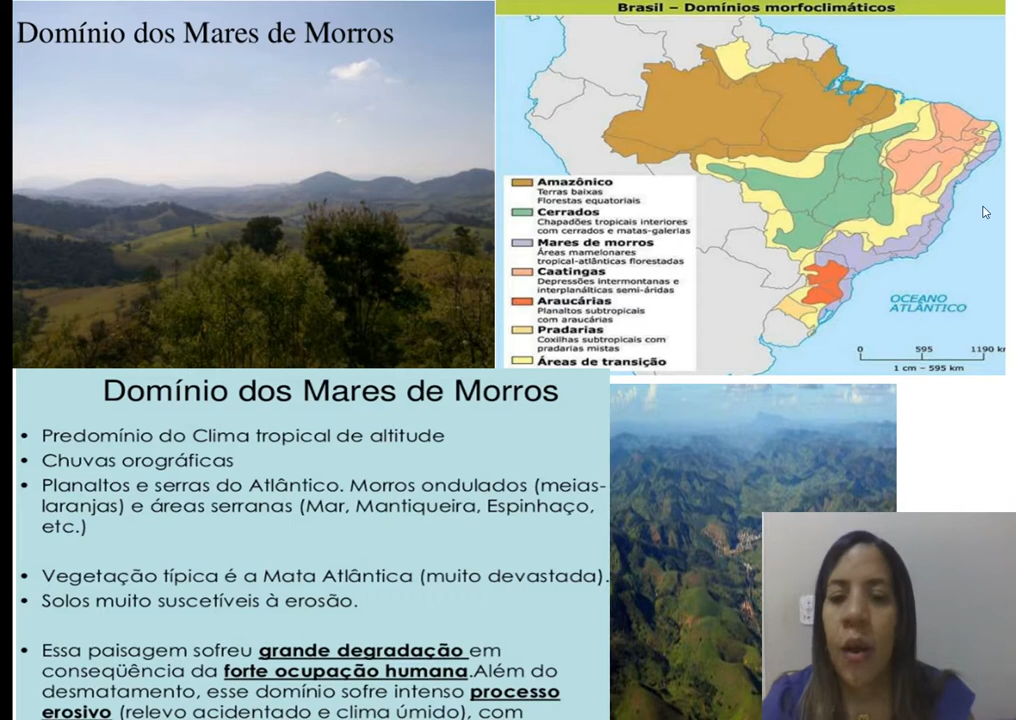 Domínio dos Mares de Morros
Brasil – Domínios morfoclimáticos
Amazônico
Terras baixas
Florestas equatoriais
Cerrados
Chapadões tropicais interiores
com cerrados e matas-galerias
Mares de morros
Áreas mamelonares
tropical-atlânticas florestadas
Caatingas
Depressões intermontanas e
interplanálticas semi-áridas
Araucárias
Planaltos subtropicais
com araucárias
Pradarias
Coxilhas subtropicais com
pradarias mistas
Áreas de transição
OCEANO
ATLÂNTICO
0 595 1190 km
1 cm – 595 km
Domínio dos Mares de Morros
• Predomínio do Clima tropical de altitude
• Chuvas orográficas
• Planaltos e serras do Atlântico. Morros ondulados (meias-
laranjas) e áreas serranas (Mar, Mantiqueira, Espinhaço,
etc.)
• Vegetação típica é a Mata Atlântica (muito devastada).
• Solos muito suscetíveis à erosão.
• Essa paisagem sofreu grande degradação em
conseqüência da forte ocupação humana.Além do
desmatamento, esse domínio sofre intenso processo
erosivo (relevo acidentado e clima úmido), com